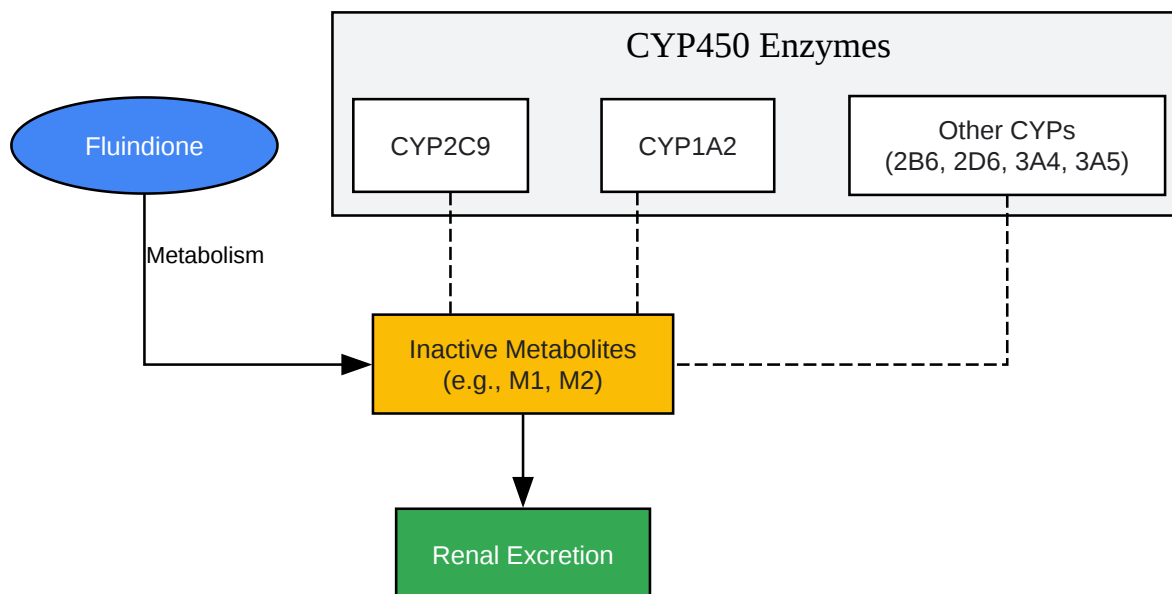 CYP450 Enzymes
Fluindione
CYP2C9
CYP1A2
Other CYPs
(2B6, 2D6, 3A4, 3A5)
Metabolism
Inactive Metabolites
(e.g., M1, M2)
Renal Excretion